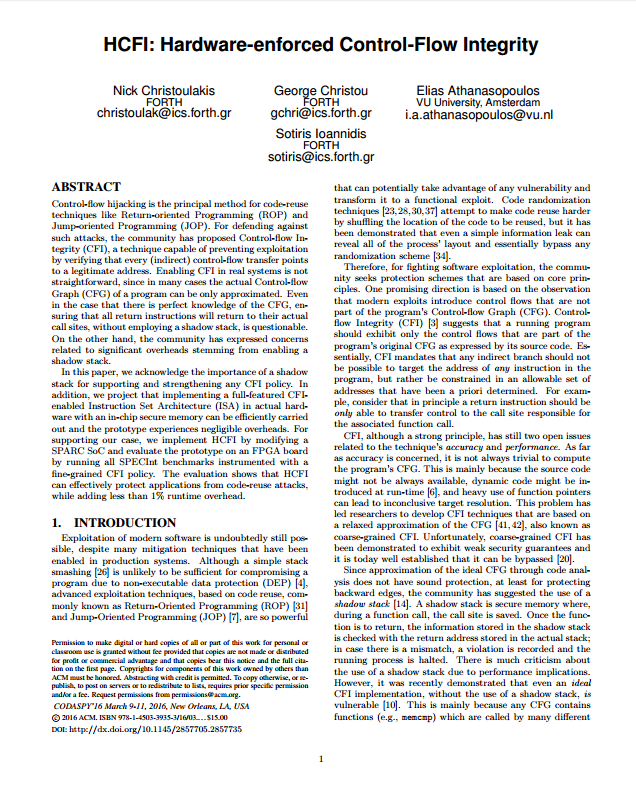 HCFI: Hardware-enforced Control-Flow Integrity
Nick Christoulakis
FORTH
christoulak@ics.forth.gr
George Christou
FORTH
gchri@ics.forth.gr
Elias Athanasopoulos
VU University, Amsterdam
i.a.athanasopoulos@vu.nl
Sotiris Ioannidis
FORTH
sotiris@ics.forth.gr
ABSTRACT
Control-flow hijacking is the principal method for code-reuse
techniques like Return-oriented Programming (ROP) and
Jump-oriented Programming (JOP). For defending against
such attacks, the community has proposed Control-flow In-
tegrity (CFI), a technique capable of preventing exploitation
by verifying that every (indirect) control-flow transfer points
to a legitimate address. Enabling CFI in real systems is not
straightforward, since in many cases the actual Control-flow
Graph (CFG) of a program can be only approximated. Even
in the case that there is perfect knowledge of the CFG, en-
suring that all return instructions will return to their actual
call sites, without employing a shadow stack, is questionable.
On the other hand, the community has expressed concerns
related to significant overheads stemming from enabling a
shadow stack.
In this paper, we acknowledge the importance of a shadow
stack for supporting and strengthening any CFI policy. In
addition, we project that implementing a full-featured CFI-
enabled Instruction Set Architecture (ISA) in actual hard-
ware with an in-chip secure memory can be efficiently carried
out and the prototype experiences negligible overheads. For
supporting our case, we implement HCFI by modifying a
SPARC SoC and evaluate the prototype on an FPGA board
by running all SPECInt benchmarks instrumented with a
fine-grained CFI policy. The evaluation shows that HCFI
can effectively protect applications from code-reuse attacks,
while adding less than 1% runtime overhead.
1. INTRODUCTION
Exploitation of modern software is undoubtedly still pos-
sible, despite many mitigation techniques that have been
enabled in production systems. Although a simple stack
smashing [26] is unlikely to be sufficient for compromising a
program due to non-executable data protection (DEP) [4],
advanced exploitation techniques, based on code reuse, com-
monly known as Return-Oriented Programming (ROP) [31]
and Jump-Oriented Programming (JOP) [7], are so powerful
Permission to make digital or hard copies of all or part of this work for personal or
classroom use is granted without fee provided that copies are not made or distributed
for profit or commercial advantage and that copies bear this notice and the full cita-
tion on the first page. Copyrights for components of this work owned by others than
ACM must be honored. Abstracting with credit is permitted. To copy otherwise, or re-
publish, to post on servers or to redistribute to lists, requires prior specific permission
and/or a fee. Request permissions from permissions@acm.org.
CODASPY'16 March 9-11, 2016, New Orleans, LA, USA
© 2016 ACM. ISBN 978-1-4503-3935-3/16/03...$15.00
DOI: http://dx.doi.org/10.1145/2857705.2857735
that can potentially take advantage of any vulnerability and
transform it to a functional exploit. Code randomization
techniques [23,28,30,37] attempt to make code reuse harder
by shuffling the location of the code to be reused, but it has
been demonstrated that even a simple information leak can
reveal all of the process' layout and essentially bypass any
randomization scheme [34].
Therefore, for fighting software exploitation, the commu-
nity seeks protection schemes that are based on core prin-
ciples. One promising direction is based on the observation
that modern exploits introduce control flows that are not
part of the program's Control-flow Graph (CFG). Control-
flow Integrity (CFI) [3] suggests that a running program
should exhibit only the control flows that are part of the
program's original CFG as expressed by its source code. Es-
sentially, CFI mandates that any indirect branch should not
be possible to target the address of any instruction in the
program, but rather be constrained in an allowable set of
addresses that have been a priori determined. For exam-
ple, consider that in principle a return instruction should be
only able to transfer control to the call site responsible for
the associated function call.
CFI, although a strong principle, has still two open issues
related to the technique's accuracy and performance. As far
as accuracy is concerned, it is not always trivial to compute
the program's CFG. This is mainly because the source code
might not be always available, dynamic code might be in-
troduced at run-time [6], and heavy use of function pointers
can lead to inconclusive target resolution. This problem has
led researchers to develop CFI techniques that are based on
a relaxed approximation of the CFG [41,42], also known as
coarse-grained CFI. Unfortunately, coarse-grained CFI has
been demonstrated to exhibit weak security guarantees and
it is today well established that it can be bypassed [20].
Since approximation of the ideal CFG through code anal-
ysis does not have sound protection, at least for protecting
backward edges, the community has suggested the use of a
shadow stack [14]. A shadow stack is secure memory where,
during a function call, the call site is saved. Once the func-
tion is to return, the information stored in the shadow stack
is checked with the return address stored in the actual stack;
in case there is a mismatch, a violation is recorded and the
running process is halted. There is much criticism about
the use of a shadow stack due to performance implications.
However, it was recently demonstrated that even an ideal
CFI implementation, without the use of a shadow stack, is
vulnerable [10]. This is mainly because any CFG contains
functions (e.g., memcmp) which are called by many different
1